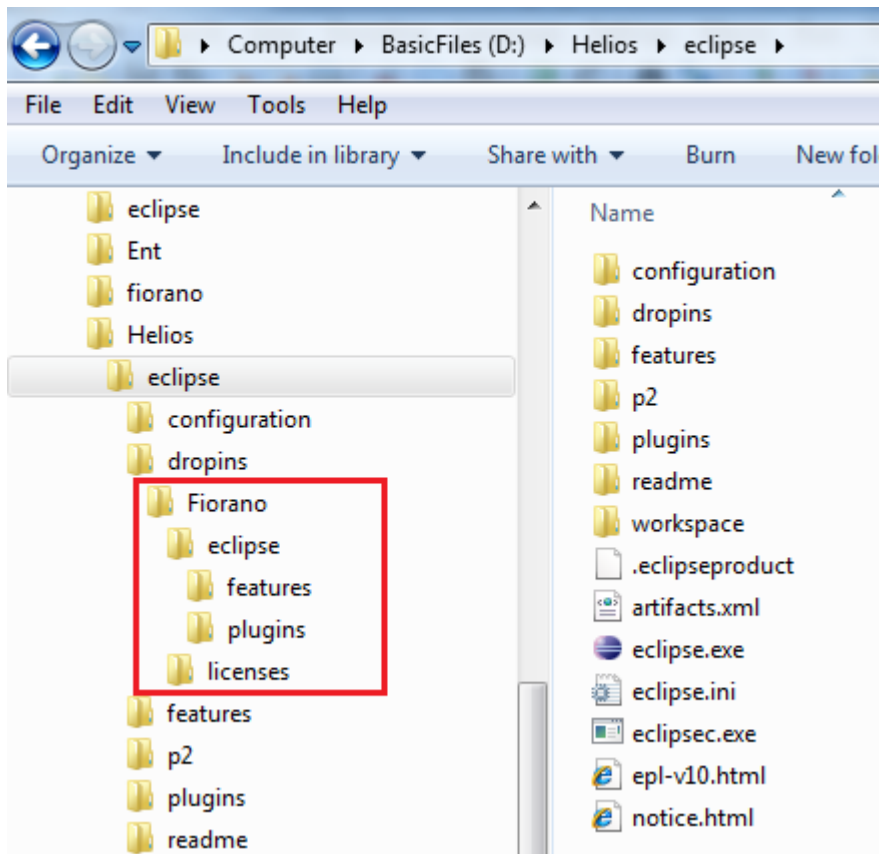 Computer BasicFiles (D:) Helios eclipse
File Edit View Tools Help
Organize Include in library Share with Burn New fol
eclipse
Ent
fiorano
Helios
eclipse
configuration
dropins
Fiorano
eclipse
features
plugins
licenses
features
p2
plugins
readme
Name
configuration
dropins
features
p2
plugins
readme
workspace
.eclipseproduct
artifacts.xml
eclipse.exe
eclipse.ini
eclipsec.exe
epl-v10.html
notice.html